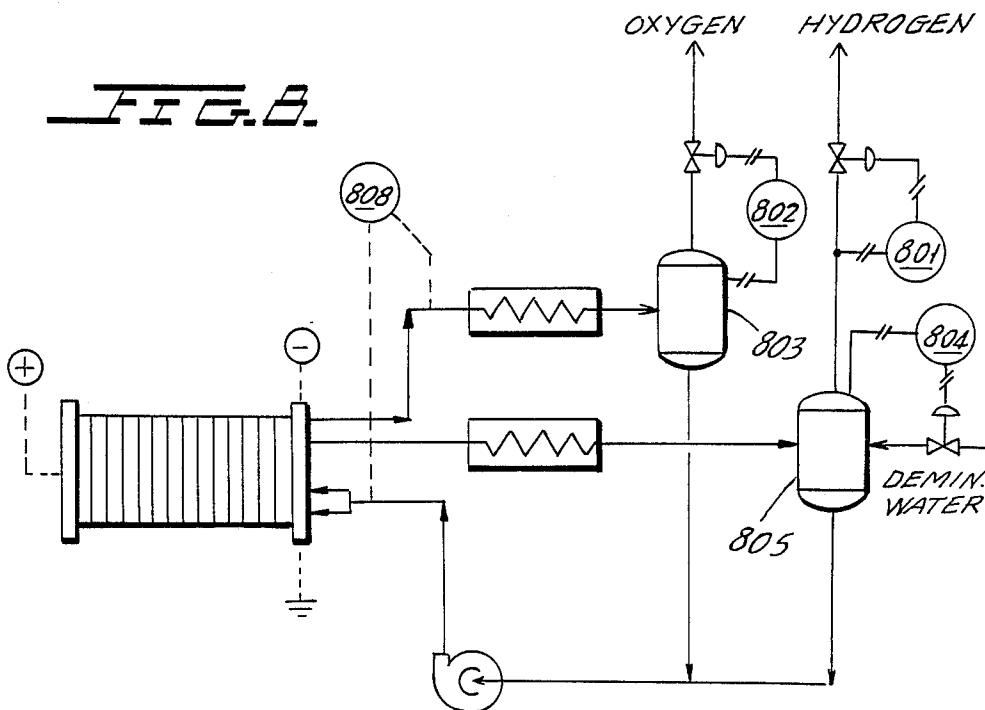 OXYGEN
HYDROGEN
FIG. 8.
808
802
801
803
804
−
+
DEMIN.
WATER
805